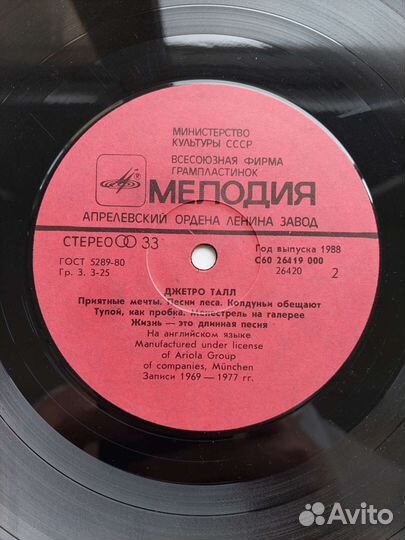 МИНИСТЕРСТВО
КУЛЬТУРЫ СССР
ВСЕСОЮЗНАЯ ФИРМА
ГРАМПЛАСТИНОК
МЕЛОДИЯ
АПРЕЛЕВСКИЙ ОРДЕНА ЛЕНИНА ЗАВОД
СТЕРЕО 33
Год выпуска 1988
ГОСТ 5289-80
С60 26419 000
Гр. 3. 3-25
26420 2
ДЖЕТРО ТАЛЛ
Приятные мечты. Песни леса. Колдуньи обещают
Тупой, как пробка. Менестрель на галерее
Жизнь — это длинная песня
На английском языке
Manufactured under license
of Ariola Group
of companies, München
Записи 1969—1977 гг.
Avito